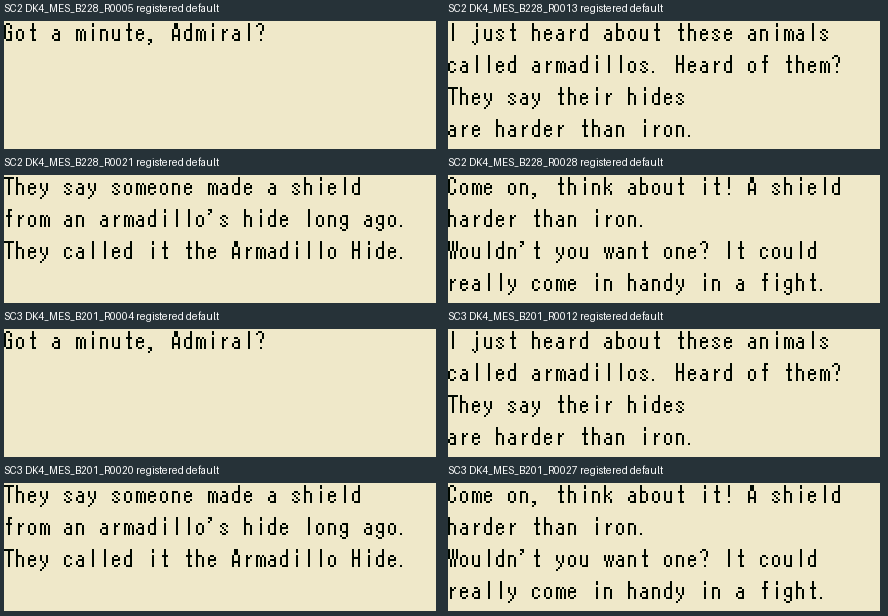 SC2 DK4_MES_B228_R0005 registered default
Got a minute, Admiral?
SC2 DK4_MES_B228_R0013 registered default
I just heard about these animals
called armadillos. Heard of them?
They say their hides
are harder than iron.
SC2 DK4_MES_B228_R0021 registered default
They say someone made a shield
from an armadillo's hide long ago.
They called it the Armadillo Hide.
SC2 DK4_MES_B228_R0028 registered default
Come on, think about it! A shield
harder than iron.
Wouldn't you want one? It could
really come in handy in a fight.
SC3 DK4_MES_B201_R0004 registered default
Got a minute, Admiral?
SC3 DK4_MES_B201_R0012 registered default
I just heard about these animals
called armadillos. Heard of them?
They say their hides
are harder than iron.
SC3 DK4_MES_B201_R0020 registered default
They say someone made a shield
from an armadillo's hide long ago.
They called it the Armadillo Hide.
SC3 DK4_MES_B201_R0027 registered default
Come on, think about it! A shield
harder than iron.
Wouldn't you want one? It could
really come in handy in a fight.